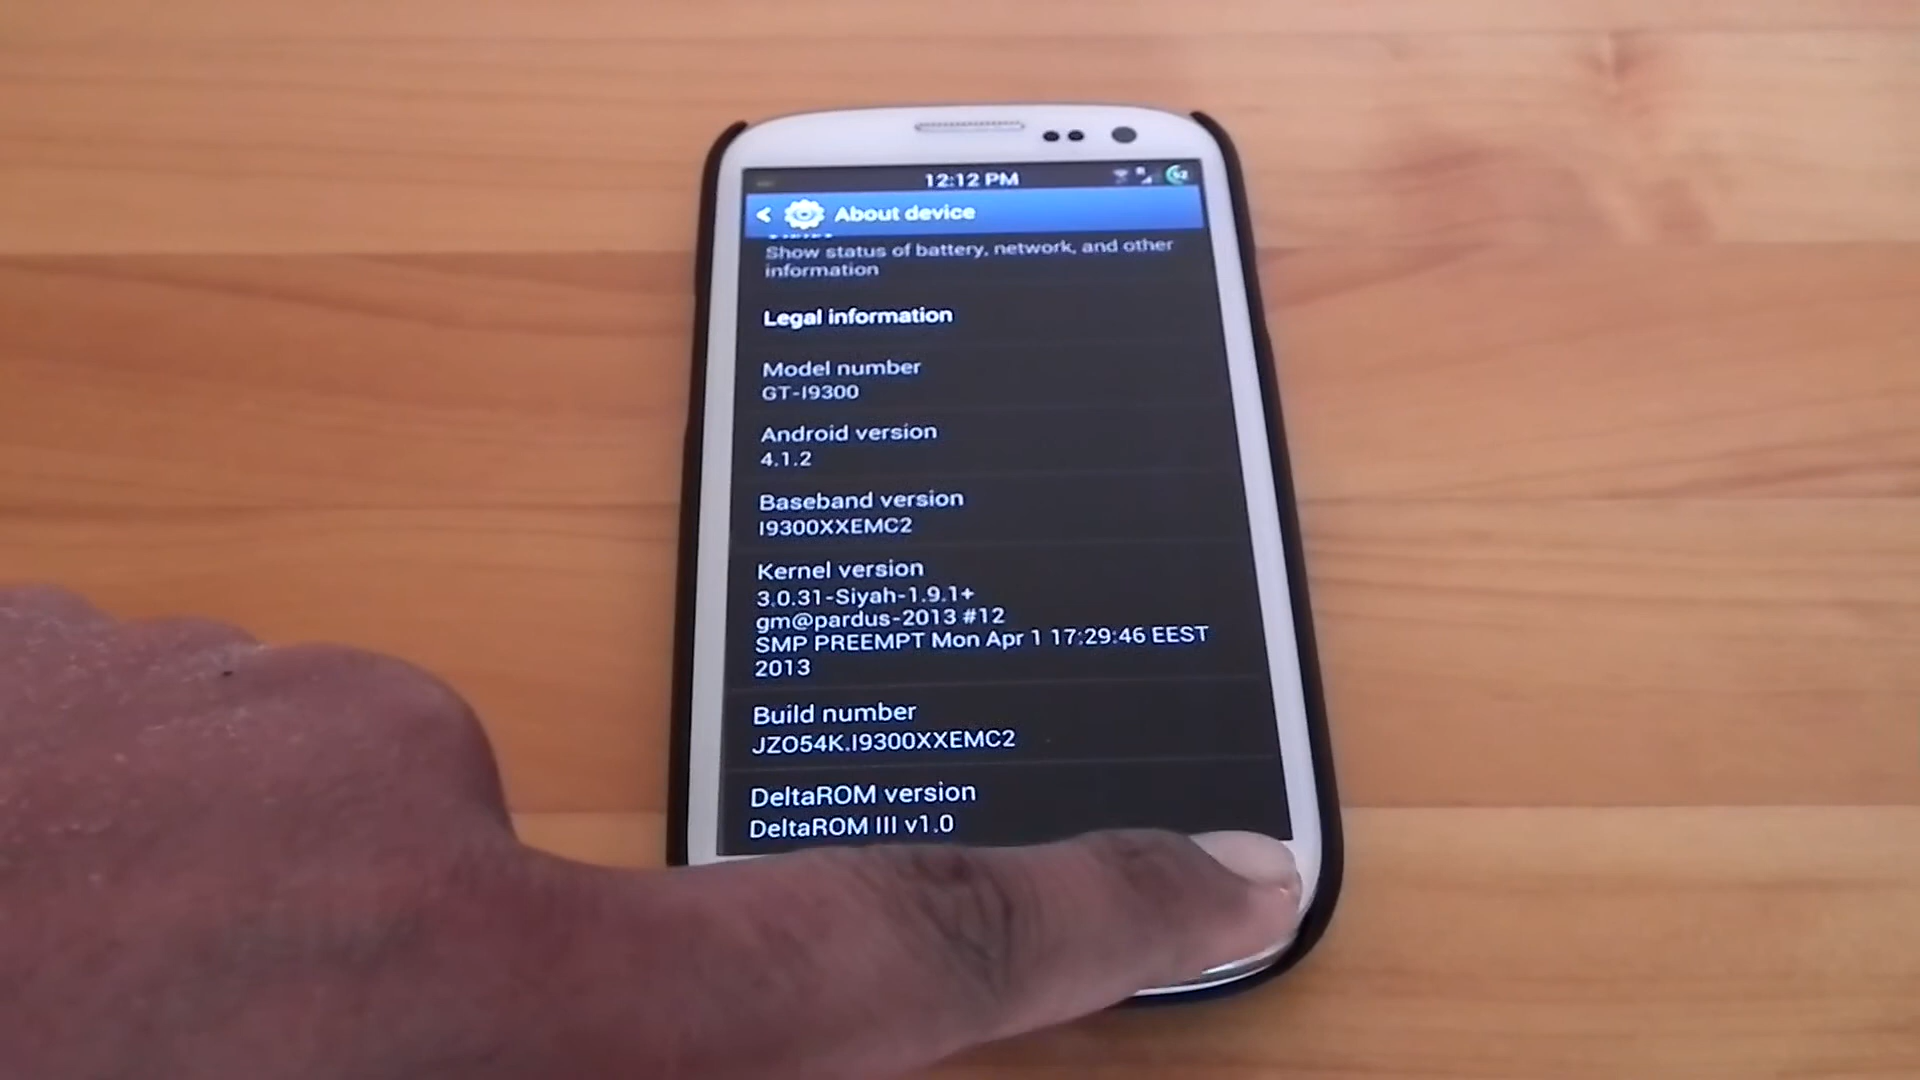 12:12 PM
52
About device
Show status of battery, network, and other
information
Legal information
Model number
GT-I9300
Android version
4.1.2
Baseband version
I9300XXEMC2
Kernel version
3.0.31-Siyah-1.9.1+
gm@pardus-2013 #12
SMP PREEMPT Mon Apr 1 17:29:46 EEST
2013
Build number
JZO54K.I9300XXEMC2
DeltaROM version
DeltaROM III v1.0